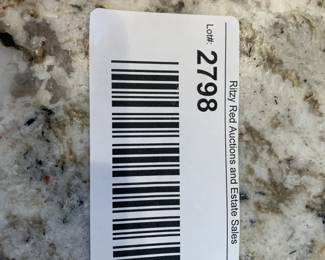 Ritzy Red Auctions and Estate Sales
Lot#: 2798